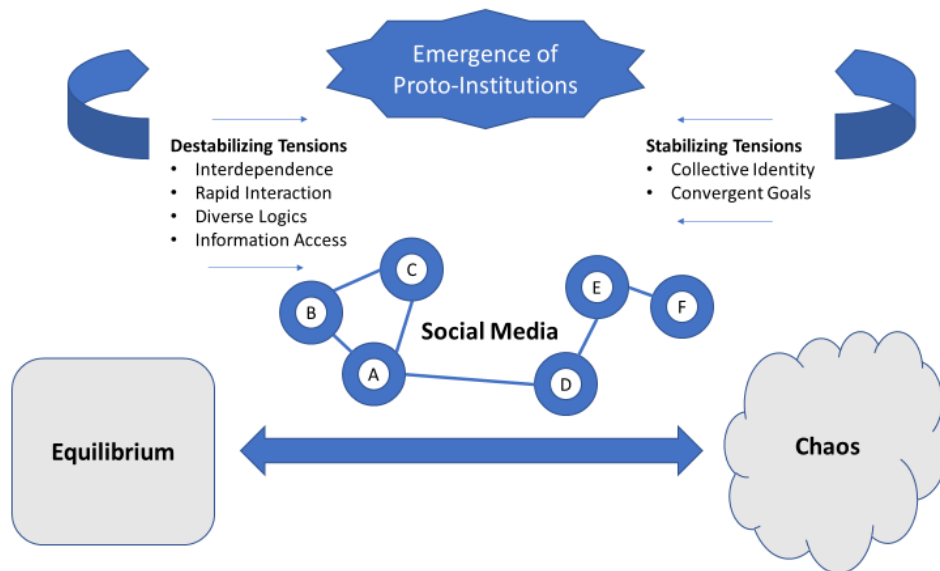 Emergence of
Proto-Institutions
Destabilizing Tensions
• Interdependence
• Rapid Interaction
• Diverse Logics
• Information Access
Stabilizing Tensions
• Collective Identity
• Convergent Goals
C
B
A
Social Media
E
F
D
Equilibrium
Chaos